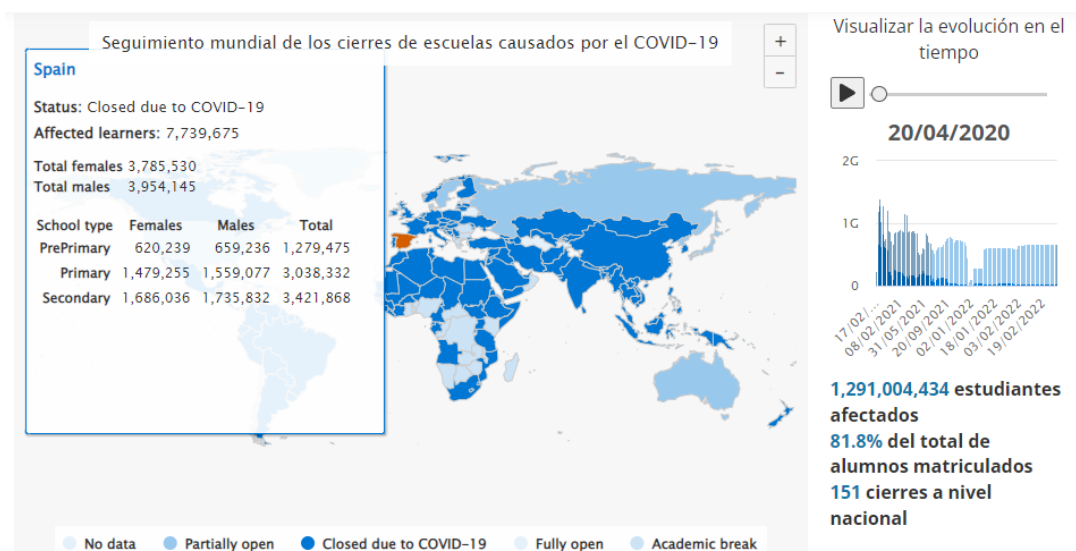 Seguimiento mundial de los cierres de escuelas causados por el COVID-19
+
-
Spain
Status: Closed due to COVID-19
Affected learners: 7,739,675
Total females 3,785,530
Total males 3,954,145
School type Females Males Total
PrePrimary 620,239 659,236 1,279,475
Primary 1,479,255 1,559,077 3,038,332
Secondary 1,686,036 1,735,832 3,421,868
No data Partially open Closed due to COVID-19 Fully open Academic break
Visualizar la evolución en el
tiempo
20/04/2020
2G
1G
0
17/02/...
08/02/2021
31/05/2021
20/09/2021
02/01/2022
18/01/2022
03/02/2022
19/02/2022
1,291,004,434 estudiantes
afectados
81.8% del total de
alumnos matriculados
151 cierres a nivel
nacional